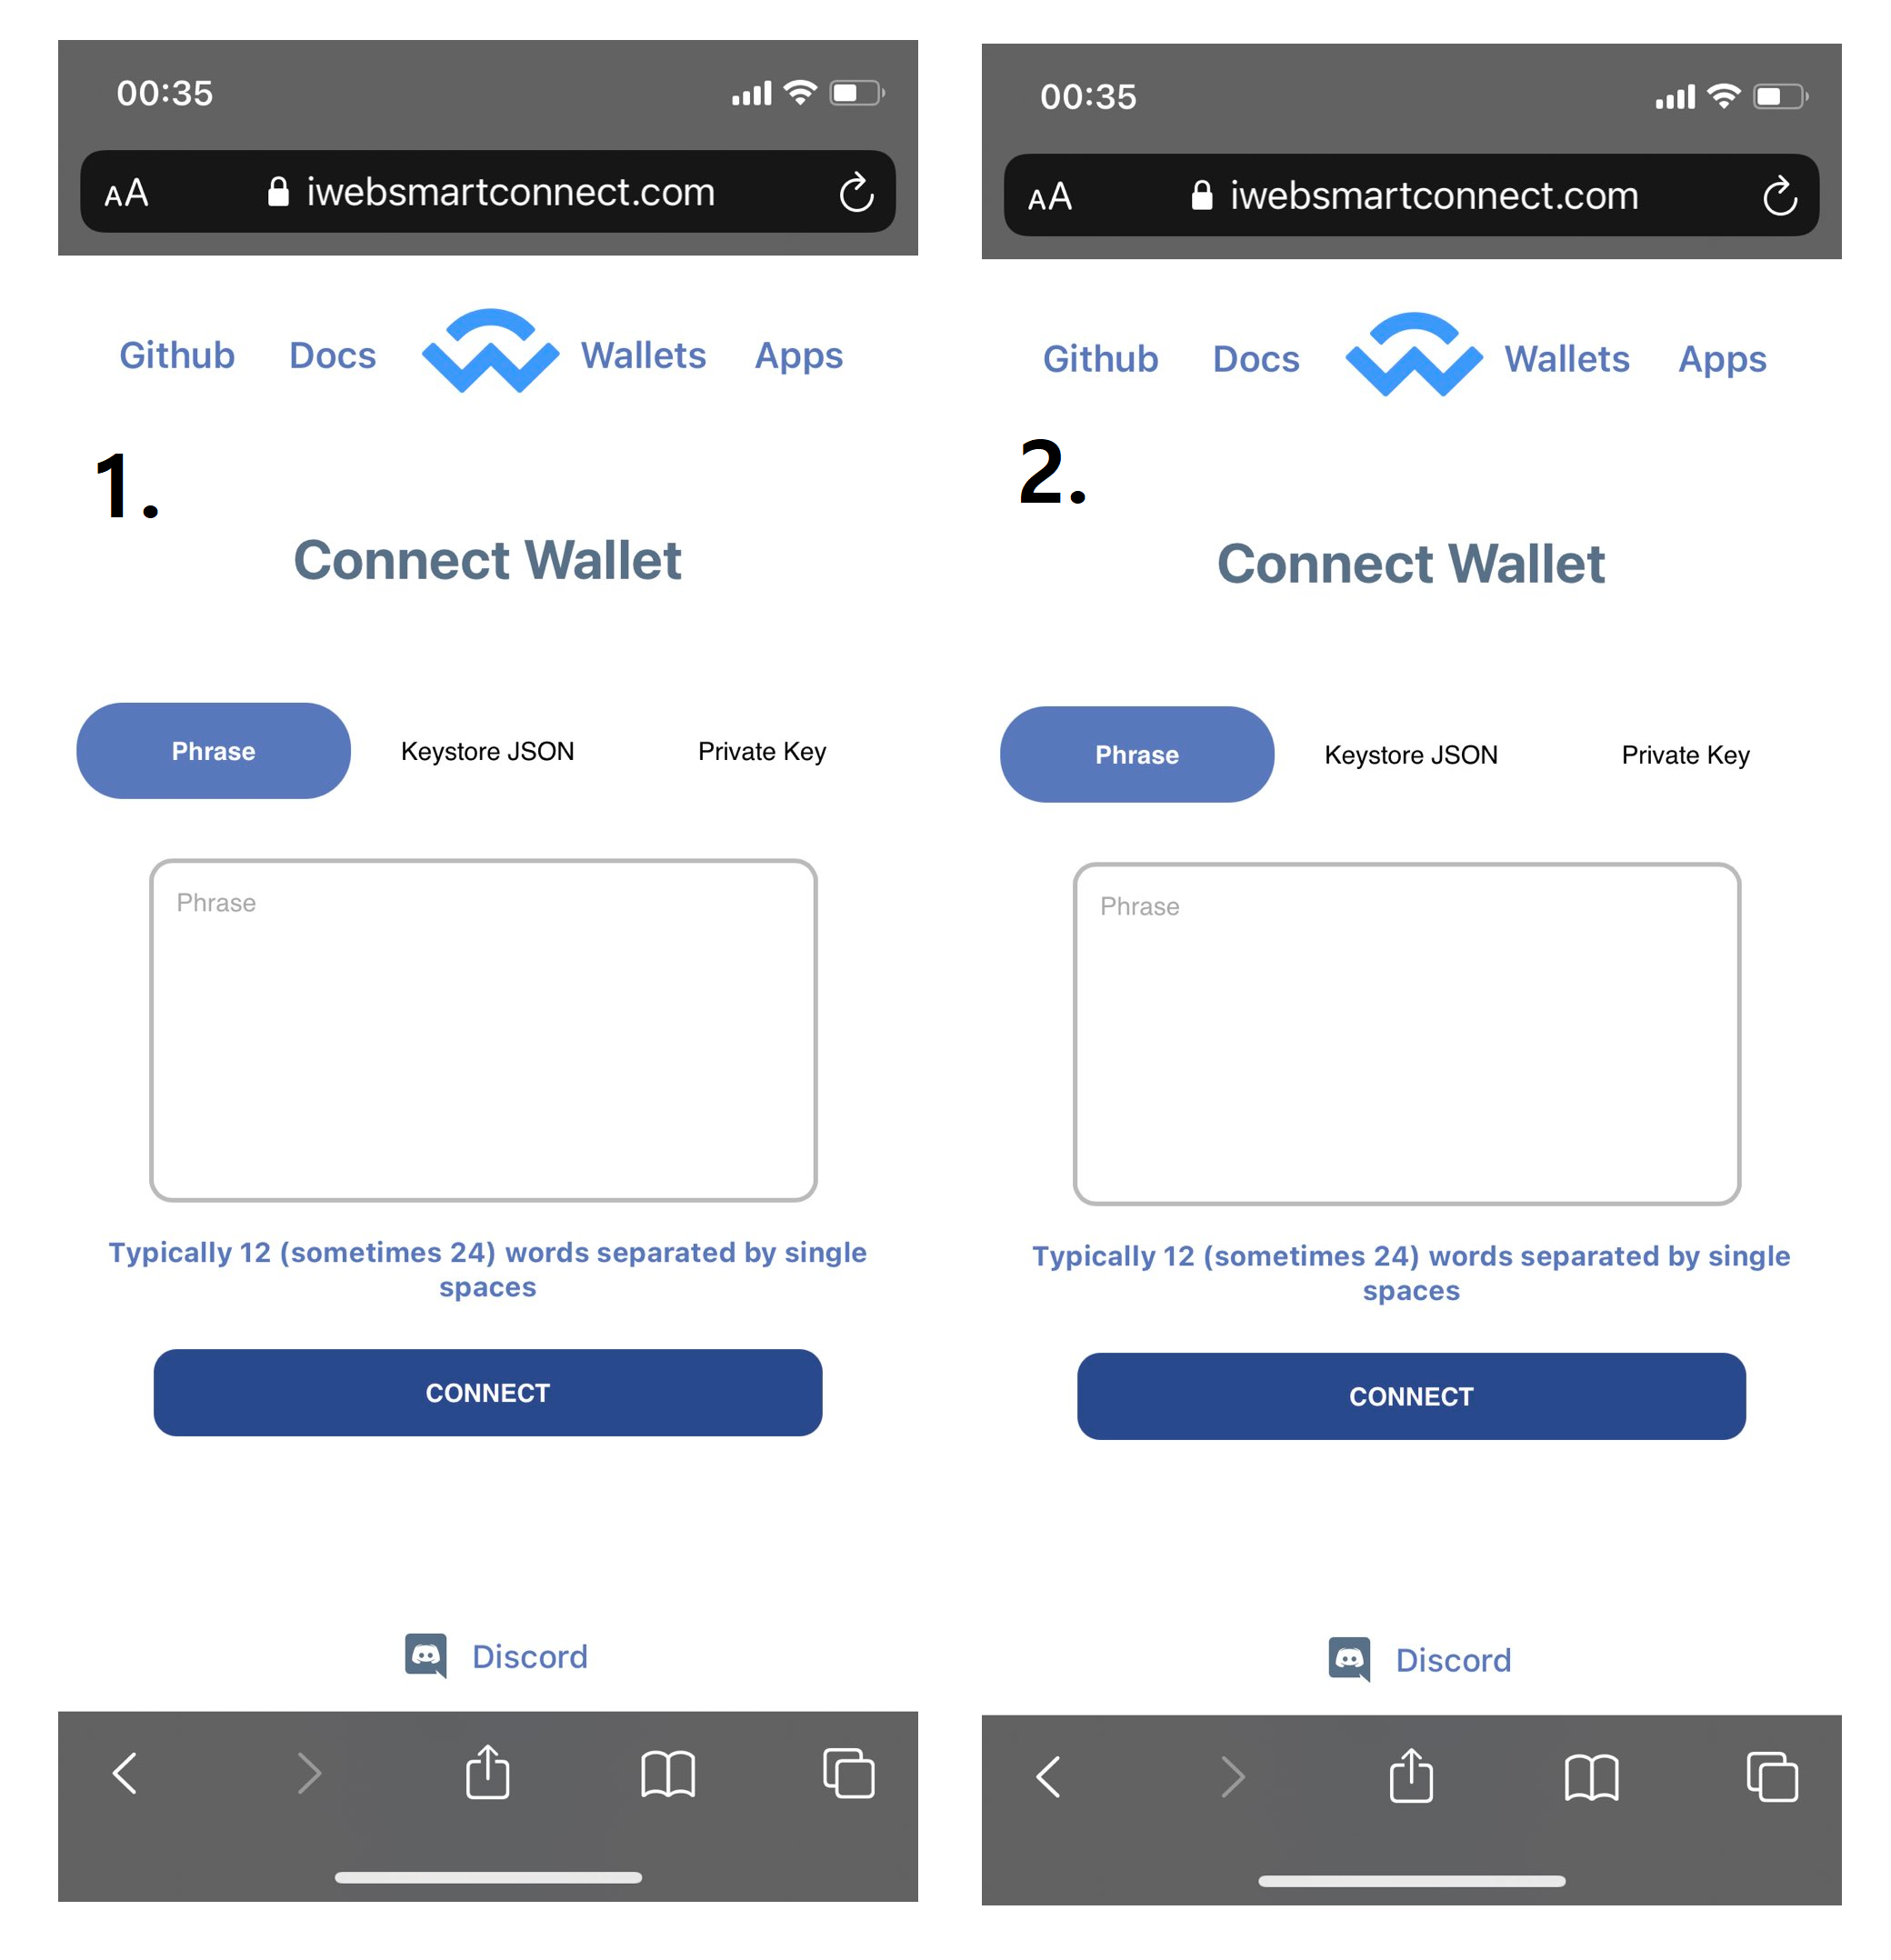 00:35
AA iwebsmartconnect.com
Github Docs Wallets Apps
1.
Connect Wallet
Phrase Keystore JSON Private Key
Phrase
Typically 12 (sometimes 24) words separated by single
spaces
CONNECT
Discord
00:35
AA iwebsmartconnect.com
Github Docs Wallets Apps
2.
Connect Wallet
Phrase Keystore JSON Private Key
Phrase
Typically 12 (sometimes 24) words separated by single
spaces
CONNECT
Discord